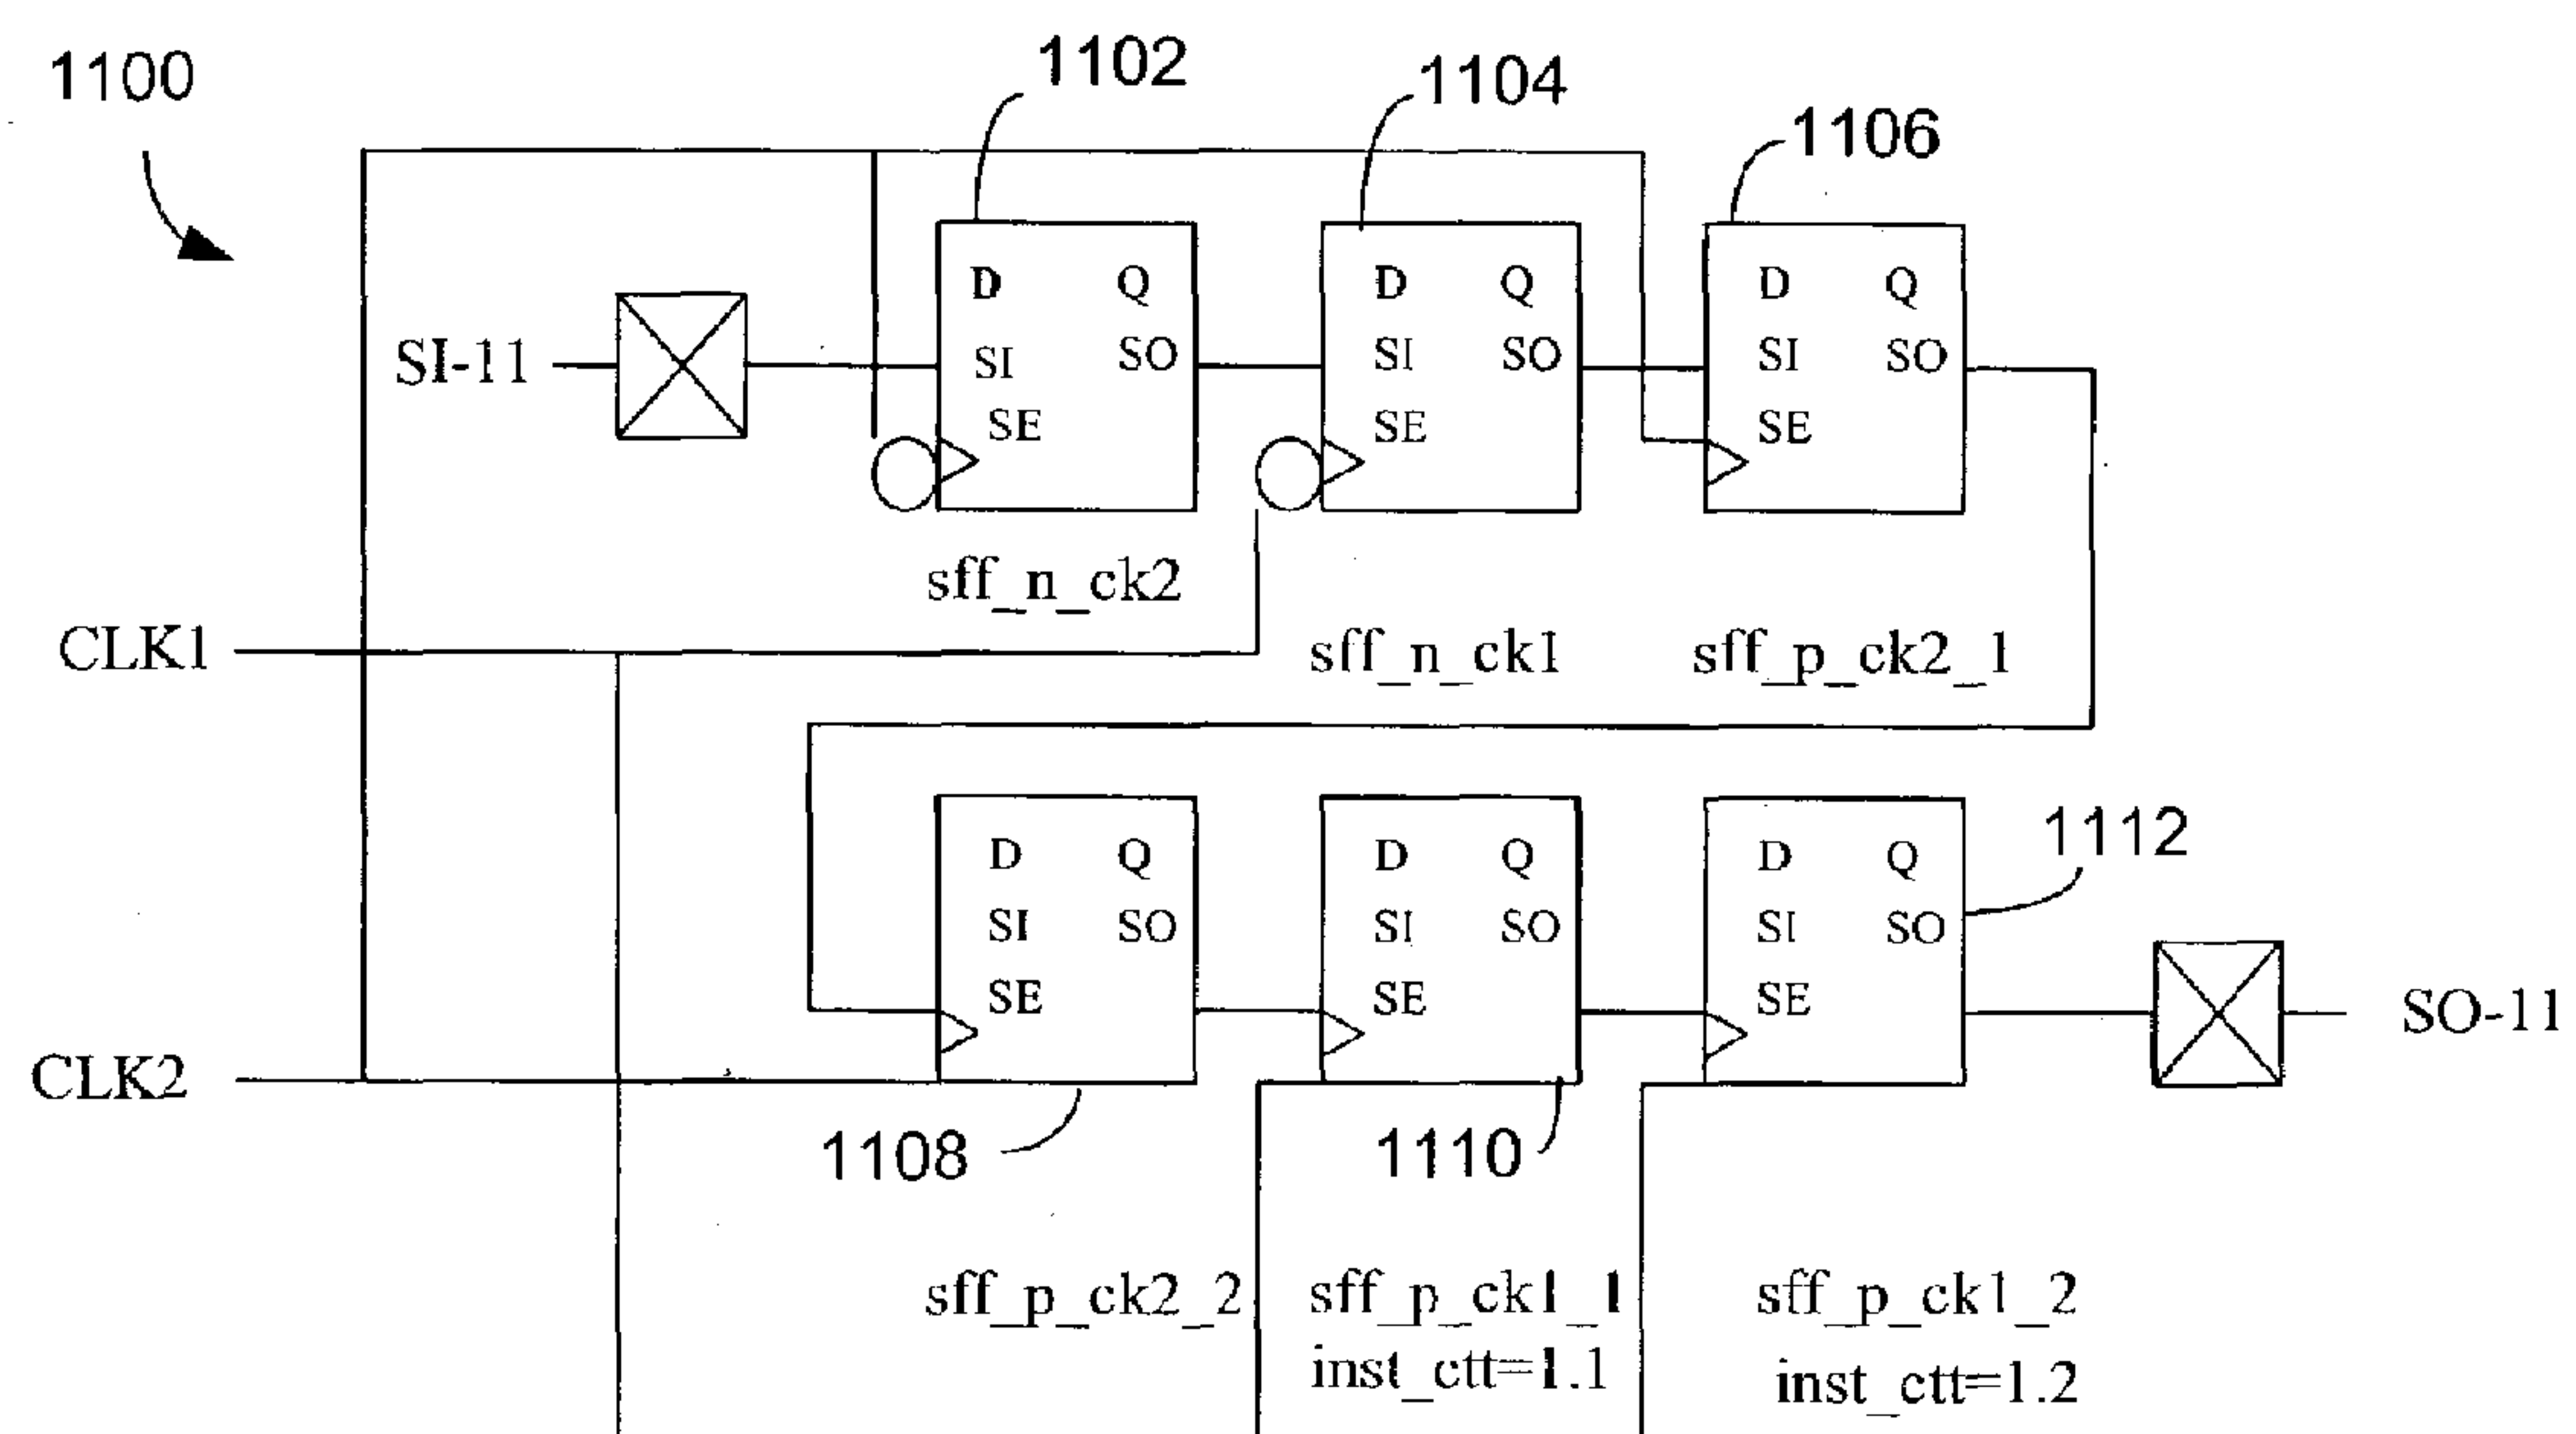 1100
1102
1104
1106
D Q
SI SO
SE
D Q
SI SO
SE
D Q
SI SO
SE
SI-11
sff_n_ck2
sff_n_ck1
sff_p_ck2_1
CLK1
D Q
SI SO
SE
D Q
SI SO
SE
D Q
SI SO
SE
1112
SO-11
CLK2
1108
1110
sff_p_ck2_2
sff_p_ck1_1
inst_ctt=1.1
sff_p_ck1_2
inst_ctt=1.2